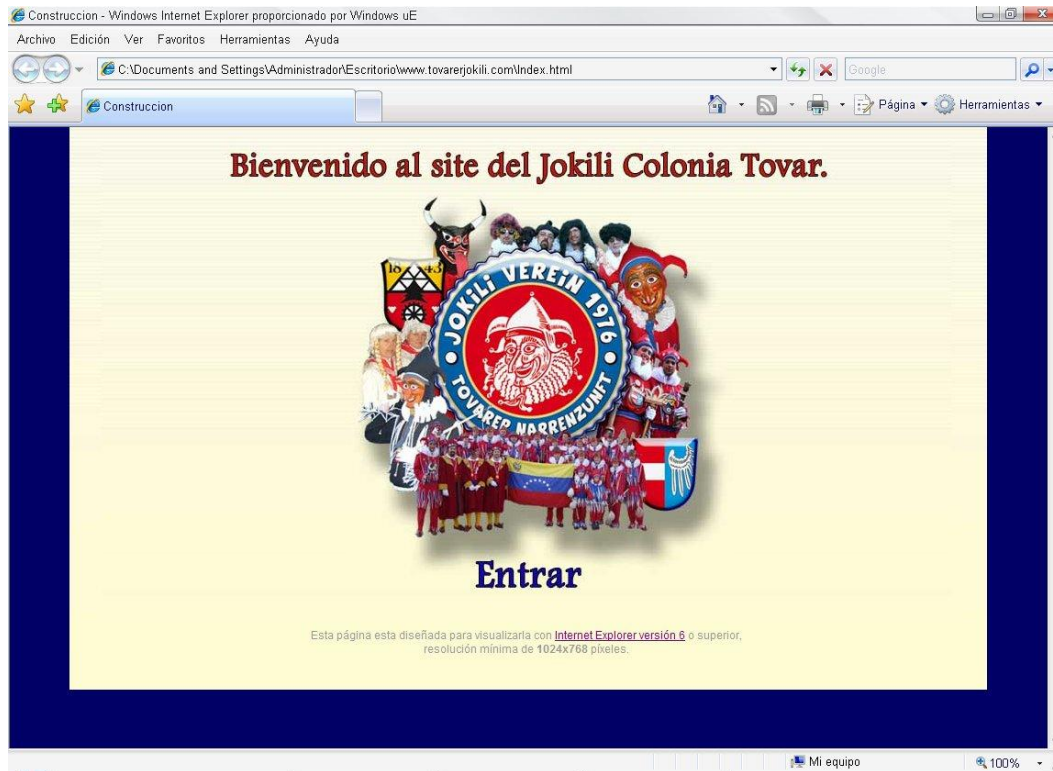 Construccion - Windows Internet Explorer proporcionado por Windows uE
Archivo Edición Ver Favoritos Herramientas Ayuda
C:\Documents and Settings\Administrador\Escritorio\www.tovarerjokili.com\Index.html
Google
Construccion
Página
Herramientas
Bienvenido al site del Jokili Colonia Tovar.
1843
JOKiLi VEREiN 1976
TOVARER NARRENZUNFT
Entrar
Esta página esta diseñada para visualizarla con Internet Explorer versión 6 o superior,
resolución mínima de 1024x768 píxeles.
Mi equipo
100%